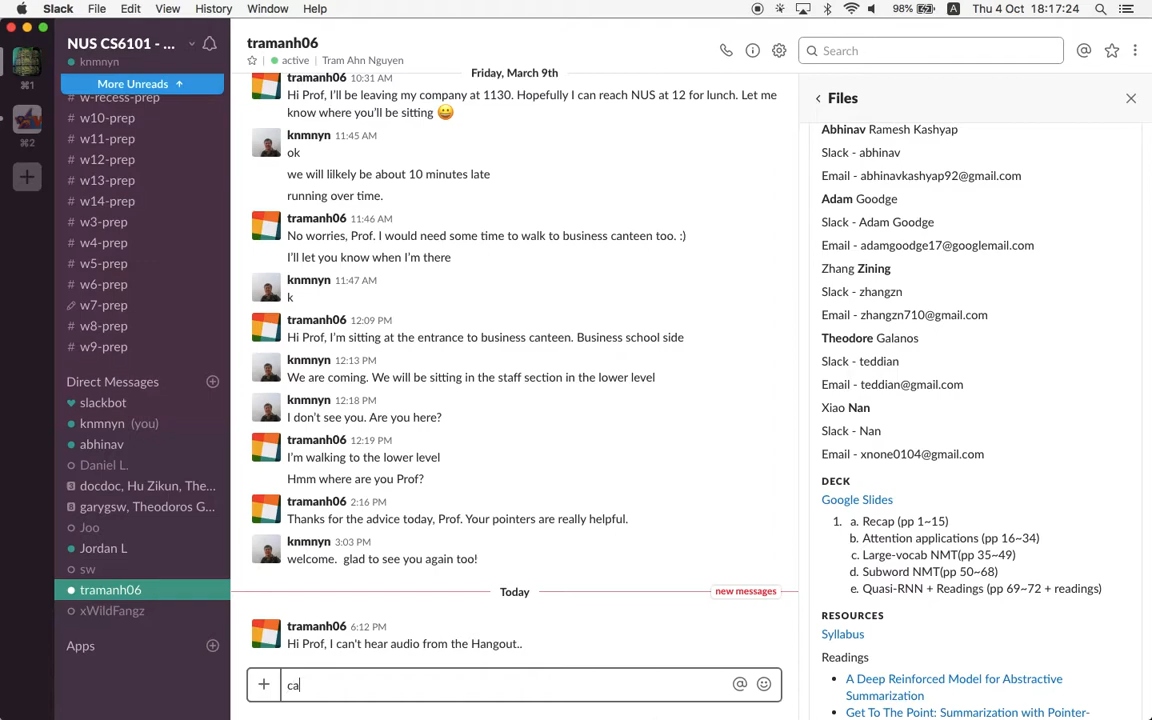 Slack File Edit View History Window Help 98% A Thu 4 Oct 18:17:24
NUS CS6101 - ...
knmnyn
More Unreads ↑
⌘1
⌘2
# w-recess-prep
# w10-prep
# w11-prep
# w12-prep
# w13-prep
# w14-prep
# w3-prep
# w4-prep
# w5-prep
# w6-prep
w7-prep
# w8-prep
# w9-prep
Direct Messages
slackbot
knmnyn (you)
abhinav
Daniel L.
docdoc, Hu Zikun, The...
garygsw, Theodoros G...
Joo
Jordan L
sw
tramanh06
xWildFangz
Apps
tramanh06
active | Tram Ahn Nguyen
Search
Friday, March 9th
tramanh06 10:31 AM
Hi Prof, I'll be leaving my company at 1130. Hopefully I can reach NUS at 12 for lunch. Let me
know where you'll be sitting
knmnyn 11:45 AM
ok
we will lilkely be about 10 minutes late
running over time.
tramanh06 11:46 AM
No worries, Prof. I would need some time to walk to business canteen too. :)
I'll let you know when I'm there
knmnyn 11:47 AM
k
tramanh06 12:09 PM
Hi Prof, I'm sitting at the entrance to business canteen. Business school side
knmnyn 12:13 PM
We are coming. We will be sitting in the staff section in the lower level
knmnyn 12:18 PM
I don't see you. Are you here?
tramanh06 12:19 PM
I'm walking to the lower level
Hmm where are you Prof?
tramanh06 2:16 PM
Thanks for the advice today, Prof. Your pointers are really helpful.
knmnyn 3:03 PM
welcome. glad to see you again too!
Today new messages
tramanh06 6:12 PM
Hi Prof, I can't hear audio from the Hangout..
ca
Files
Abhinav Ramesh Kashyap
Slack - abhinav
Email - abhinavkashyap92@gmail.com
Adam Goodge
Slack - Adam Goodge
Email - adamgoodge17@googlemail.com
Zhang Zining
Slack - zhangzn
Email - zhangzn710@gmail.com
Theodore Galanos
Slack - teddian
Email - teddian@gmail.com
Xiao Nan
Slack - Nan
Email - xnone0104@gmail.com
DECK
Google Slides
1. a. Recap (pp 1~15)
b. Attention applications (pp 16~34)
c. Large-vocab NMT(pp 35~49)
d. Subword NMT(pp 50~68)
e. Quasi-RNN + Readings (pp 69~72 + readings)
RESOURCES
Syllabus
Readings
• A Deep Reinforced Model for Abstractive
Summarization
• Get To The Point: Summarization with Pointer-